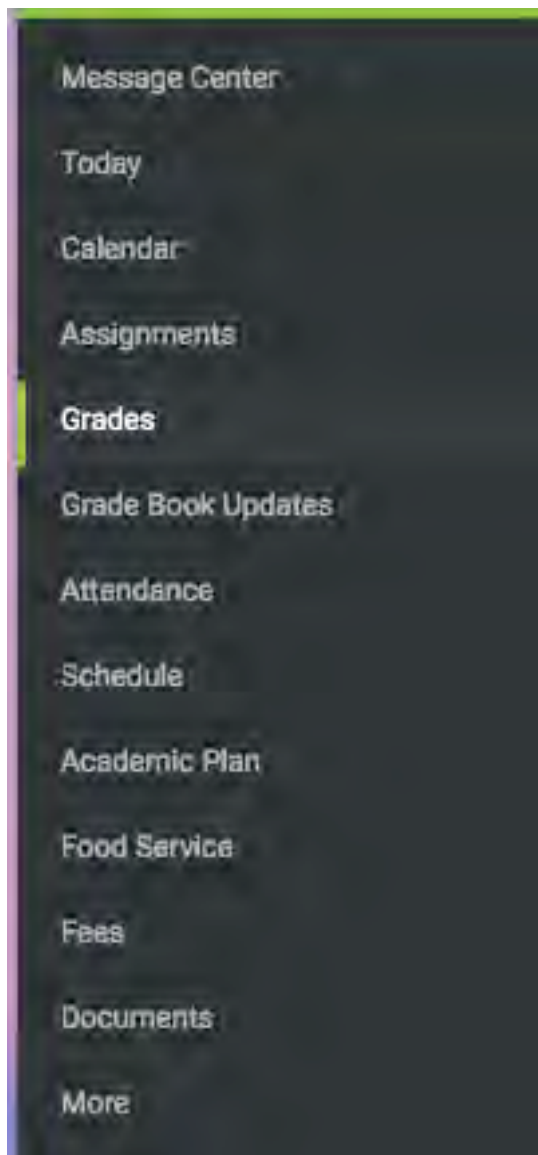 Message Center
Today
Calendar
Assignments
Grades
Grade Book Updates
Attendance
Schedule
Academic Plan
Food Service
Fees
Documents
More